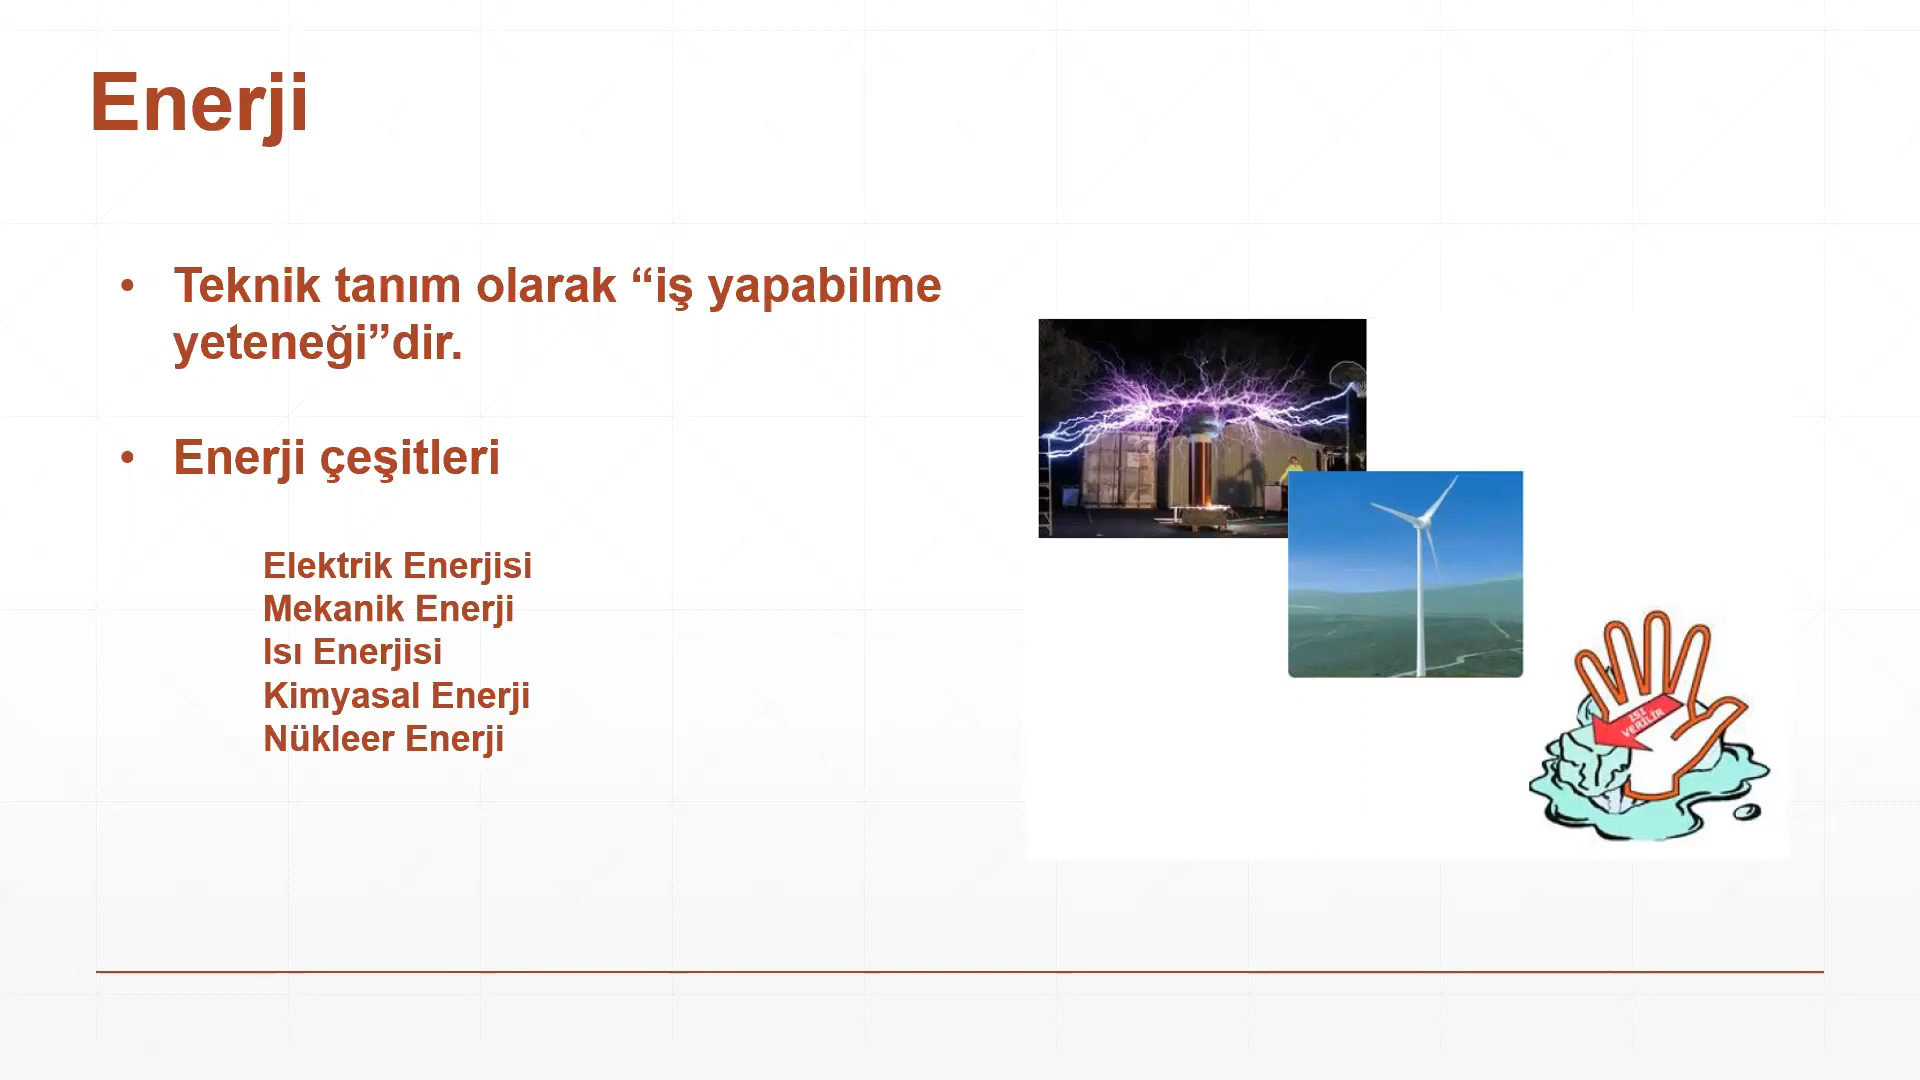 Enerji
• Teknik tanım olarak “iş yapabilme
yeteneği”dir.
• Enerji çeşitleri
Elektrik Enerjisi
Mekanik Enerji
Isı Enerjisi
Kimyasal Enerji
Nükleer Enerji
ISI
VERİLİR